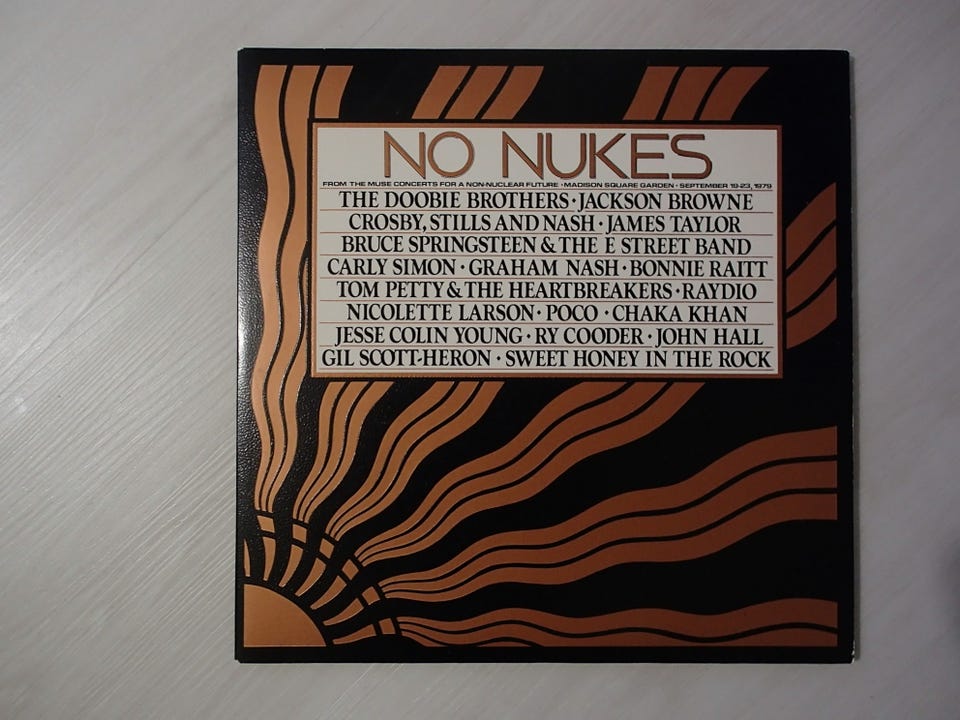 NO NUKES
FROM THE MUSE CONCERTS FOR A NON-NUCLEAR FUTURE · MADISON SQUARE GARDEN · SEPTEMBER 19-23, 1979
THE DOOBIE BROTHERS · JACKSON BROWNE
CROSBY, STILLS AND NASH · JAMES TAYLOR
BRUCE SPRINGSTEEN & THE E STREET BAND
CARLY SIMON · GRAHAM NASH · BONNIE RAITT
TOM PETTY & THE HEARTBREAKERS · RAYDIO
NICOLETTE LARSON · POCO · CHAKA KHAN
JESSE COLIN YOUNG · RY COODER · JOHN HALL
GIL SCOTT-HERON · SWEET HONEY IN THE ROCK